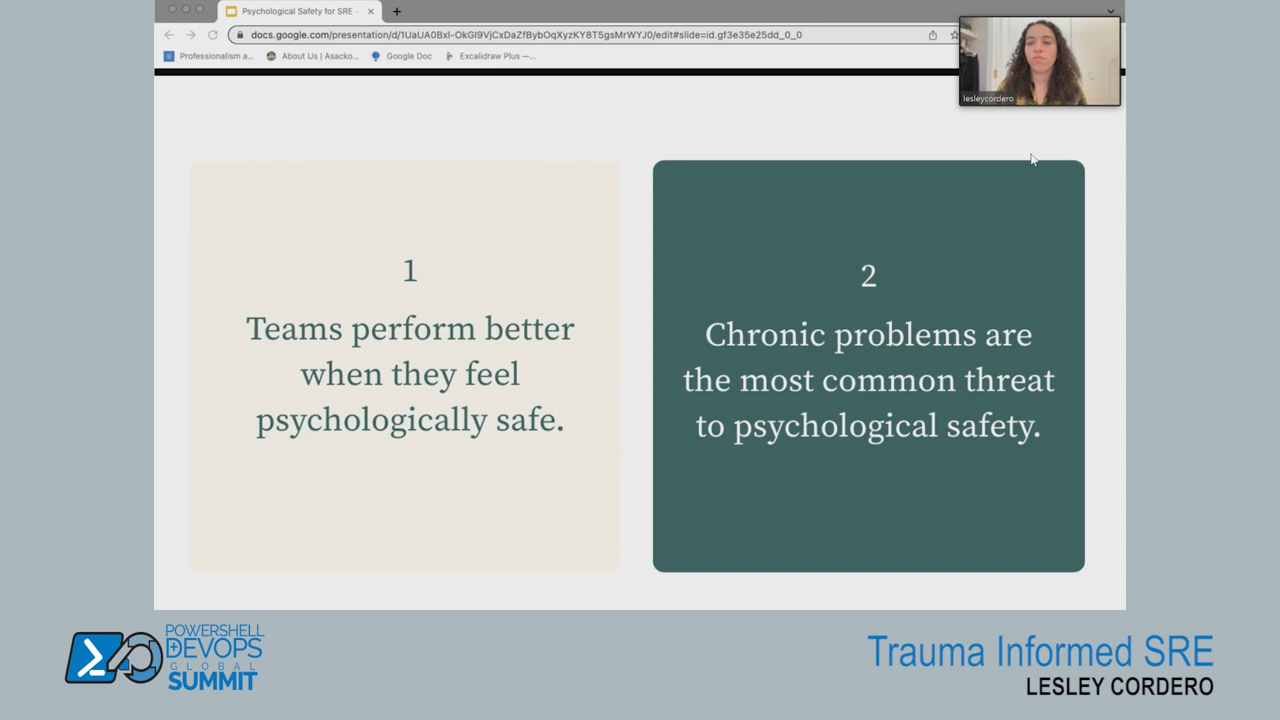 Psychological Safety for SRE -
docs.google.com/presentation/d/1UaUA0BxI-OkGI9VjCxDaZfBybOqXyzKY8T5gsMrWYJ0/edit#slide=id.gf3e35e25dd_0_0
Professionalism a...
About Us | Asacko...
Google Doc
Excalidraw Plus —...
lesleycordero
1
Teams perform better
when they feel
psychologically safe.
2
Chronic problems are
the most common threat
to psychological safety.
POWERSHELL
DEVOPS
GLOBAL
SUMMIT
Trauma Informed SRE
LESLEY CORDERO